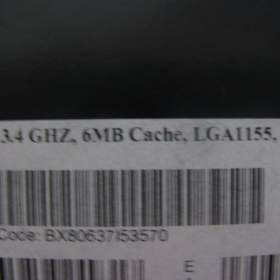 3.4 GHZ, 6MB Cache, LGA1155,
Code: BX80637I53570
E